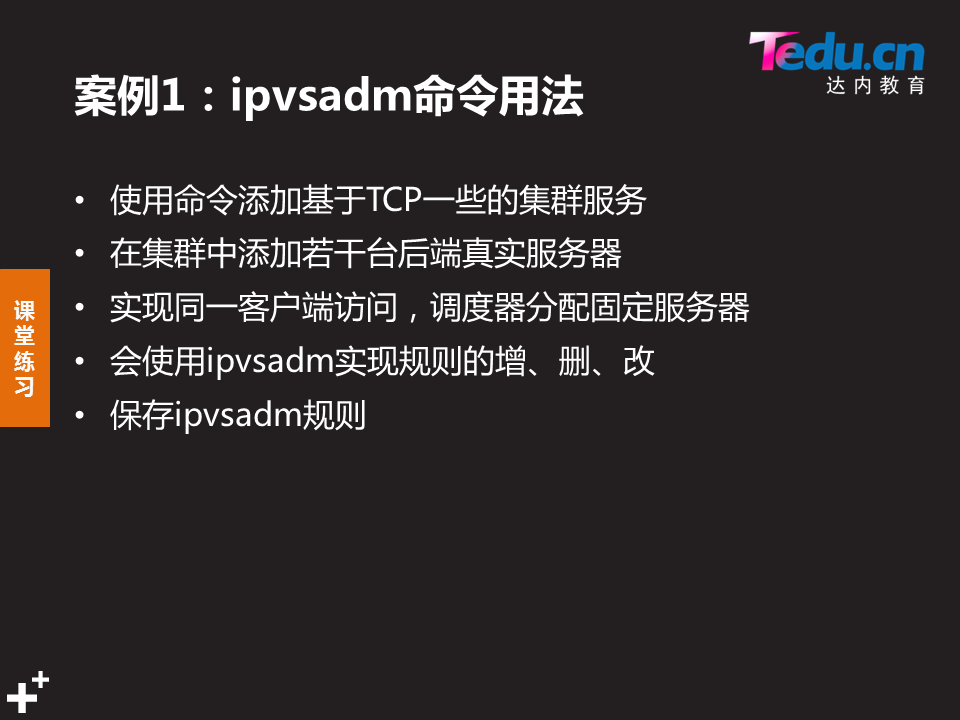 Tedu.cn
达内教育
案例1：ipvsadm命令用法
• 使用命令添加基于TCP一些的集群服务
• 在集群中添加若干台后端真实服务器
• 实现同一客户端访问，调度器分配固定服务器
• 会使用ipvsadm实现规则的增、删、改
• 保存ipvsadm规则
课
堂
练
习